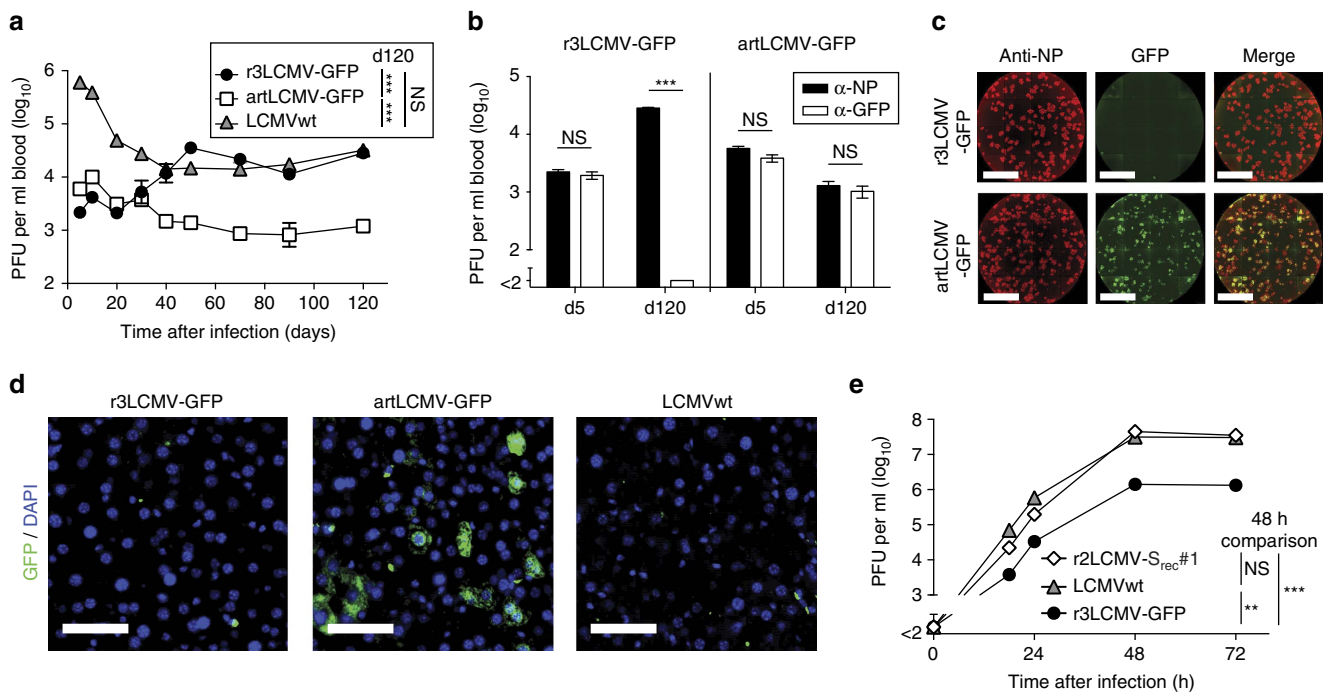 a
PFU per ml blood (log10)
6
5
4
3
2
0
20
40
60
80
100
120
Time after infection (days)
d120
r3LCMV-GFP
artLCMV-GFP
LCMVwt
***
***
NS
b
r3LCMV-GFP
artLCMV-GFP
PFU per ml blood (log10)
5
4
3
2
<2
NS
***
NS
NS
α-NP
α-GFP
d5
d120
d5
d120
c
Anti-NP
GFP
Merge
r3LCMV
-GFP
artLCMV
-GFP
d
r3LCMV-GFP
artLCMV-GFP
LCMVwt
GFP / DAPI
e
PFU per ml (log10)
8
7
6
5
4
3
<2
0
24
48
72
Time after infection (h)
r2LCMV-Srec#1
LCMVwt
r3LCMV-GFP
48 h
comparison
NS
**
***